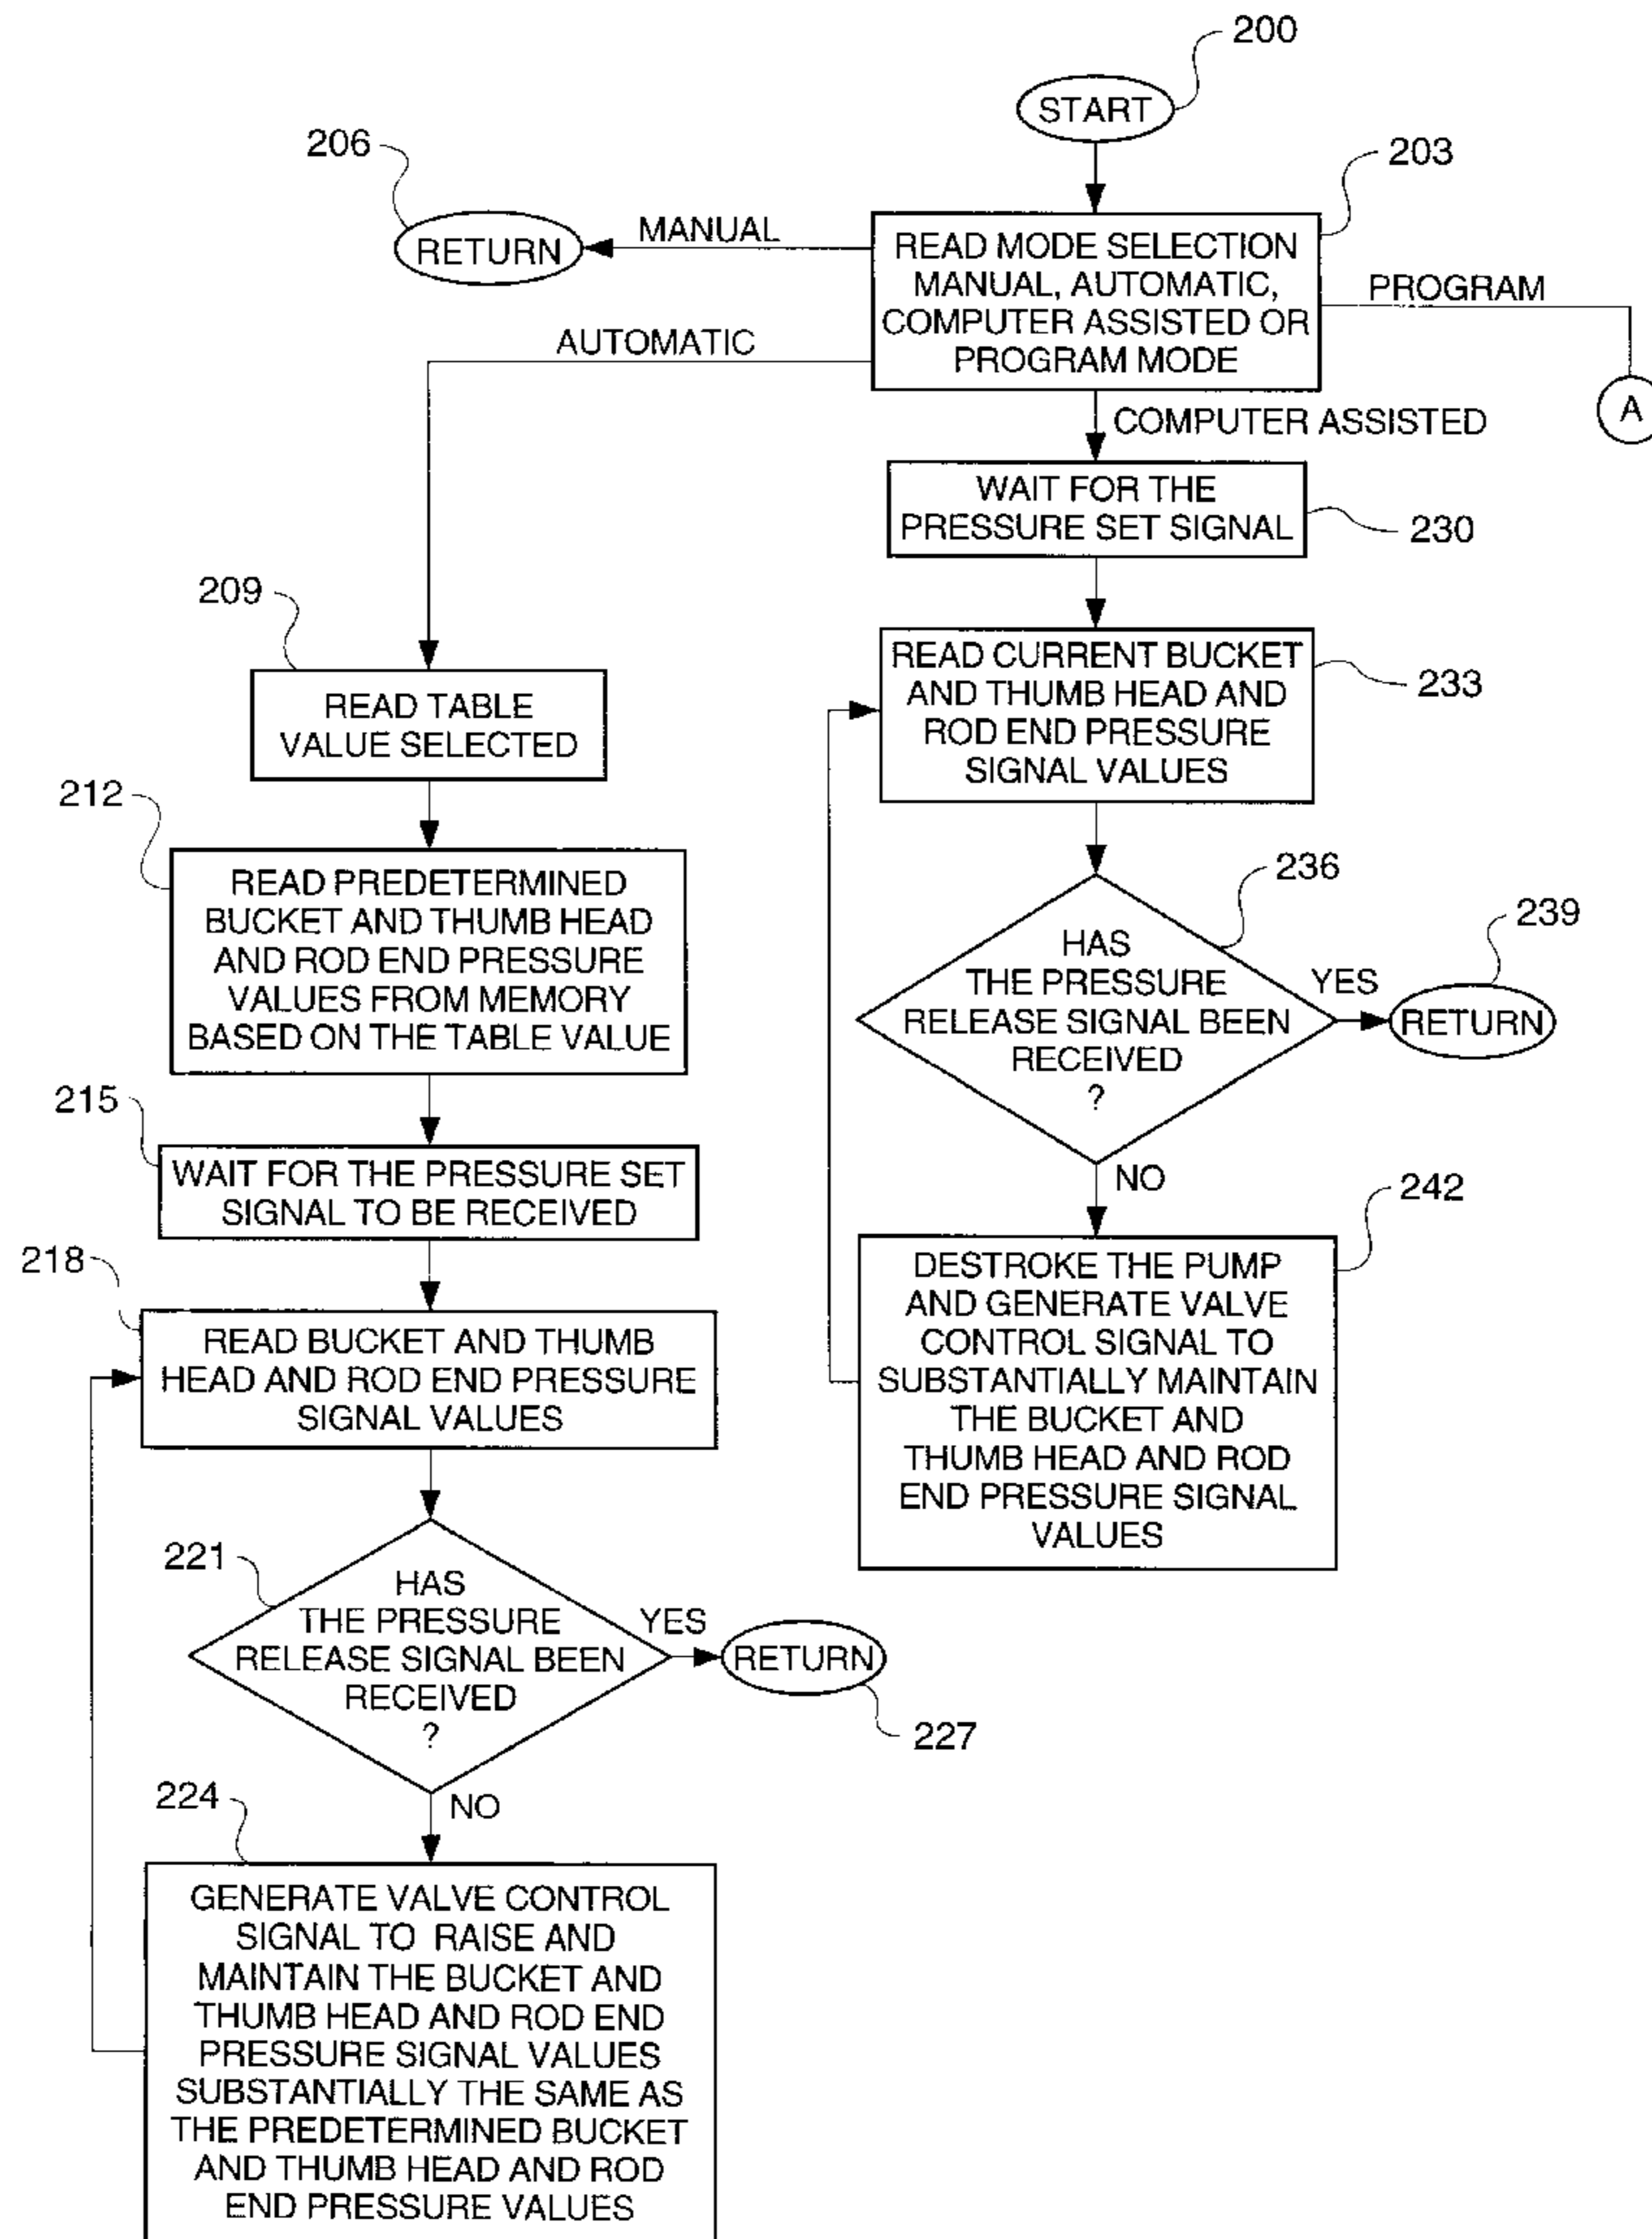 200
START
206
203
RETURN
MANUAL
READ MODE SELECTION
MANUAL, AUTOMATIC,
COMPUTER ASSISTED OR
PROGRAM MODE
PROGRAM
A
AUTOMATIC
COMPUTER ASSISTED
WAIT FOR THE
PRESSURE SET SIGNAL
230
209
READ TABLE
VALUE SELECTED
READ CURRENT BUCKET
AND THUMB HEAD AND
ROD END PRESSURE
SIGNAL VALUES
233
212
READ PREDETERMINED
BUCKET AND THUMB HEAD
AND ROD END PRESSURE
VALUES FROM MEMORY
BASED ON THE TABLE VALUE
236
HAS
THE PRESSURE
RELEASE SIGNAL BEEN
RECEIVED
?
YES
239
RETURN
215
WAIT FOR THE PRESSURE SET
SIGNAL TO BE RECEIVED
NO
242
DESTROKE THE PUMP
AND GENERATE VALVE
CONTROL SIGNAL TO
SUBSTANTIALLY MAINTAIN
THE BUCKET AND
THUMB HEAD AND ROD
END PRESSURE SIGNAL
VALUES
218
READ BUCKET AND THUMB
HEAD AND ROD END PRESSURE
SIGNAL VALUES
221
HAS
THE PRESSURE
RELEASE SIGNAL BEEN
RECEIVED
?
YES
RETURN
227
NO
224
GENERATE VALVE CONTROL
SIGNAL TO RAISE AND
MAINTAIN THE BUCKET AND
THUMB HEAD AND ROD END
PRESSURE SIGNAL VALUES
SUBSTANTIALLY THE SAME AS
THE PREDETERMINED BUCKET
AND THUMB HEAD AND ROD
END PRESSURE VALUES